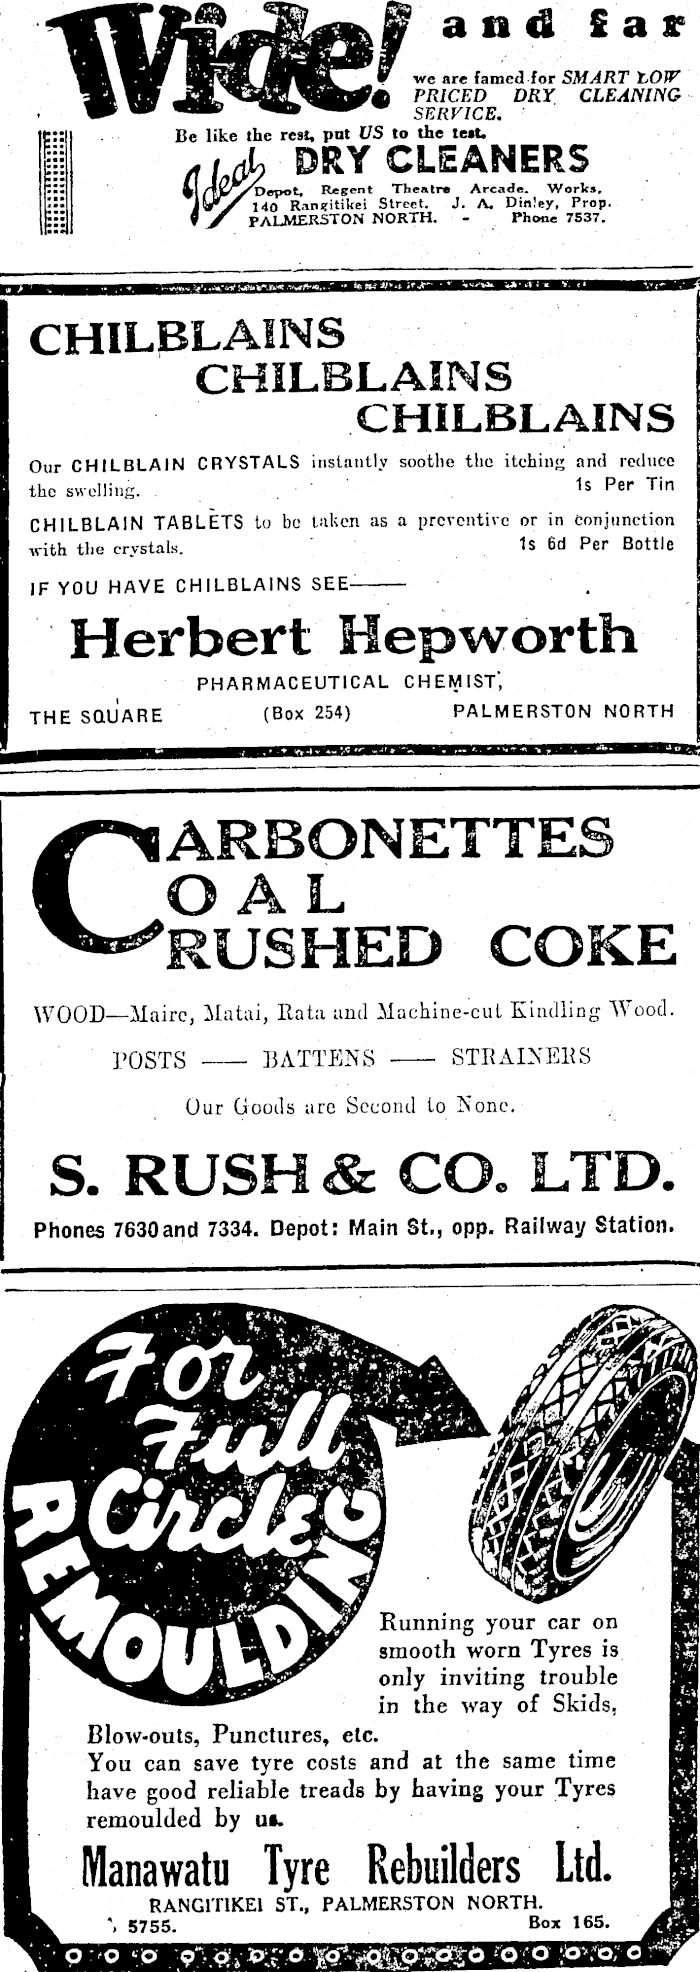 Wide! and far
we are famed for SMART LOW
PRICED DRY CLEANING
SERVICE.
Be like the rest, put US to the test.
Ideal DRY CLEANERS
Depot, Regent Theatre Arcade. Works,
140 Rangitikei Street. J. A. Dinley, Prop.
PALMERSTON NORTH. - Phone 7537.
CHILBLAINS
CHILBLAINS
CHILBLAINS
Our CHILBLAIN CRYSTALS instantly soothe the itching and reduce
the swelling. 1s Per Tin
CHILBLAIN TABLETS to be taken as a preventive or in conjunction
with the crystals. 1s 6d Per Bottle
IF YOU HAVE CHILBLAINS SEE——
Herbert Hepworth
PHARMACEUTICAL CHEMIST,
THE SQUARE (Box 254) PALMERSTON NORTH
CARBONETTES
OAL
RUSHED COKE
WOOD—Maire, Matai, Rata and Machine-cut Kindling Wood.
POSTS —— BATTENS —— STRAINERS
Our Goods are Second to None.
S. RUSH & CO. LTD.
Phones 7630 and 7334. Depot: Main St., opp. Railway Station.
For
Full
Circle
REMOULDING
Running your car on
smooth worn Tyres is
only inviting trouble
in the way of Skids,
Blow-outs, Punctures, etc.
You can save tyre costs and at the same time
have good reliable treads by having your Tyres
remoulded by us.
Manawatu Tyre Rebuilders Ltd.
RANGITIKEI ST., PALMERSTON NORTH.
5755. Box 165.